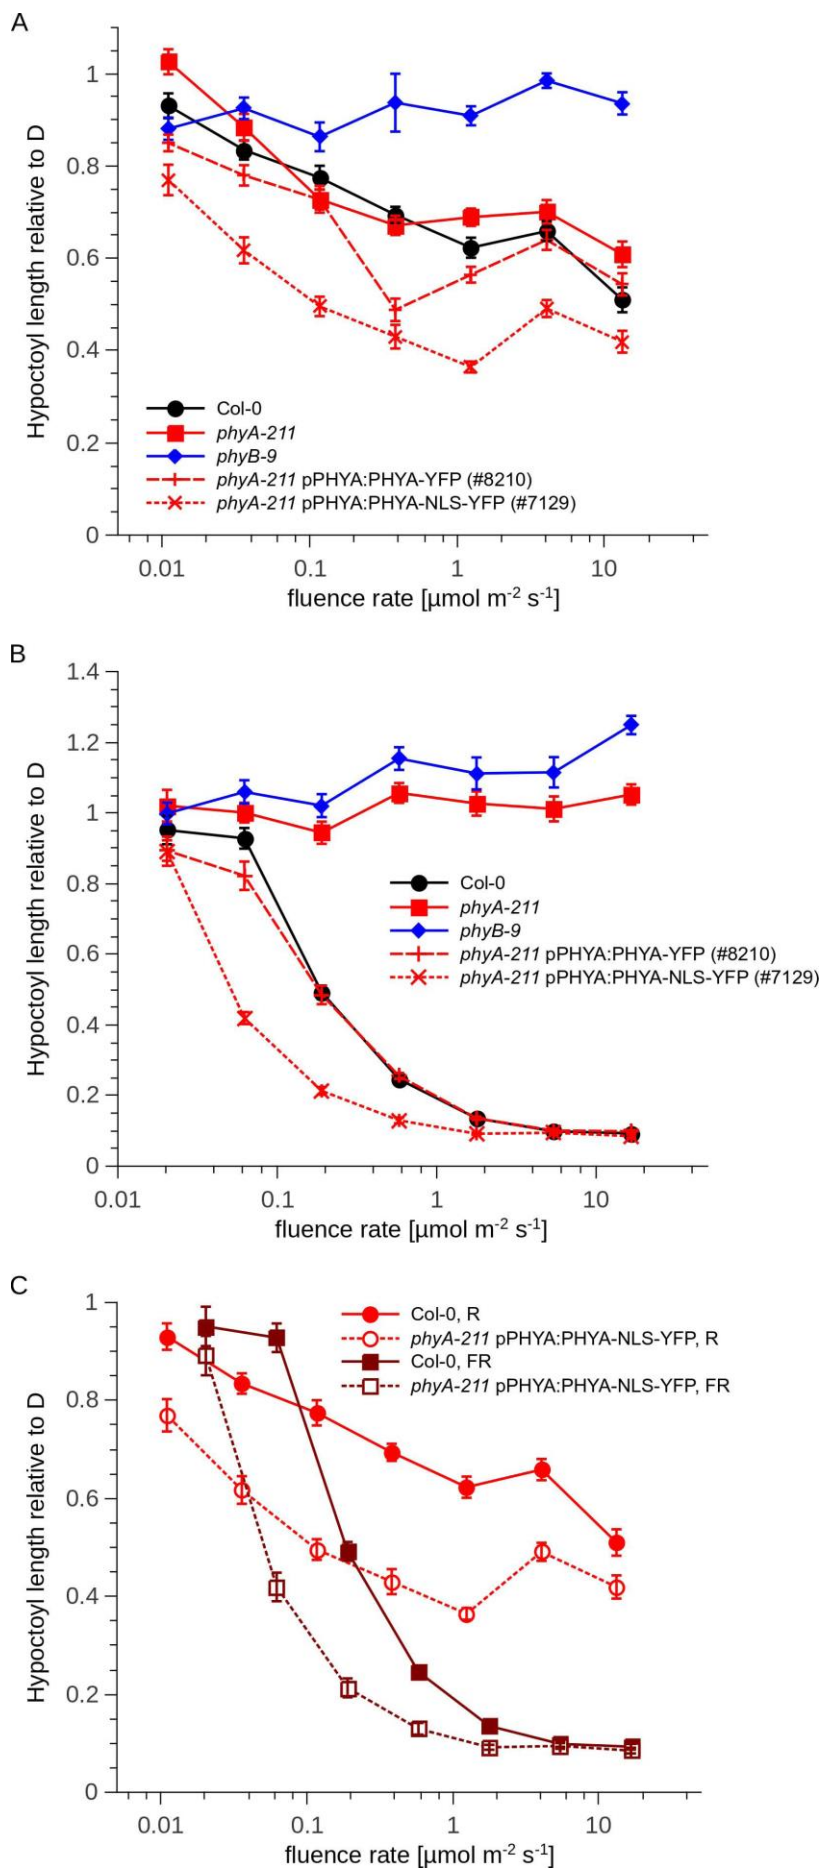 A
Hypoctoyl length relative to D
1
0.8
0.6
0.4
0.2
0
Col-0
phyA-211
phyB-9
phyA-211 pPHYA:PHYA-YFP (#8210)
phyA-211 pPHYA:PHYA-NLS-YFP (#7129)
0.01 0.1 1 10
fluence rate [µmol m-2 s-1]
B
Hypoctoyl length relative to D
1.4
1.2
1
0.8
0.6
0.4
0.2
0
Col-0
phyA-211
phyB-9
phyA-211 pPHYA:PHYA-YFP (#8210)
phyA-211 pPHYA:PHYA-NLS-YFP (#7129)
0.01 0.1 1 10
fluence rate [µmol m-2 s-1]
C
Hypoctoyl length relative to D
1
0.8
0.6
0.4
0.2
0
Col-0, R
phyA-211 pPHYA:PHYA-NLS-YFP, R
Col-0, FR
phyA-211 pPHYA:PHYA-NLS-YFP, FR
0.01 0.1 1 10
fluence rate [µmol m-2 s-1]